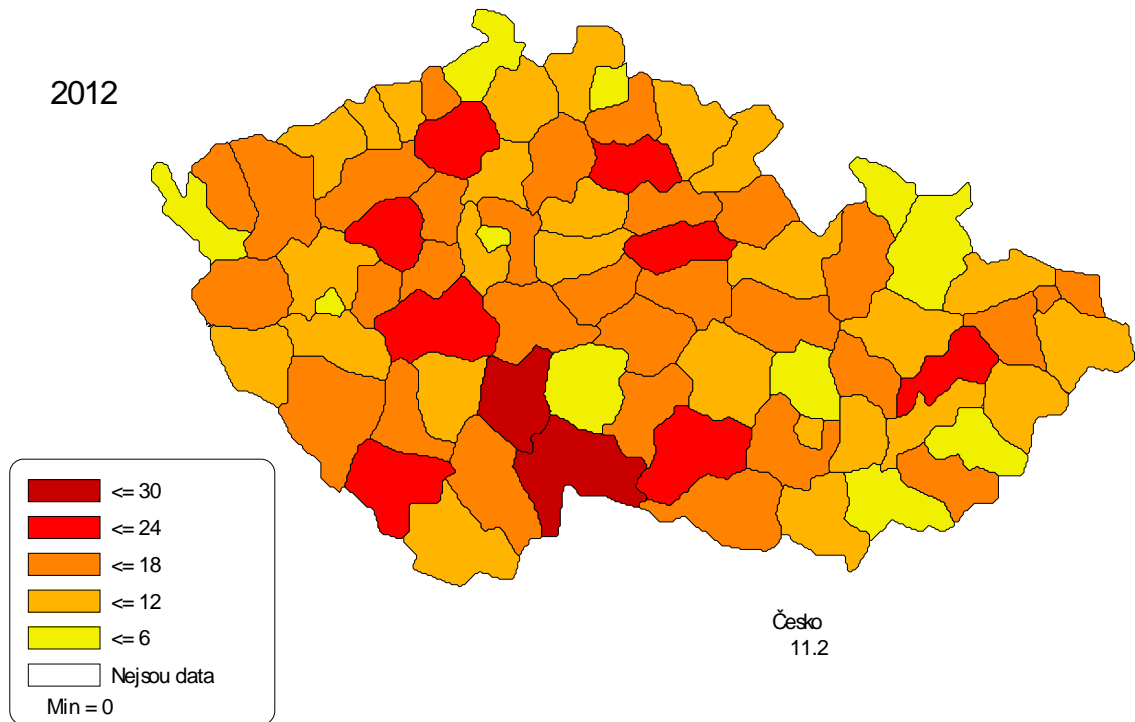 2012
<= 30
<= 24
<= 18
<= 12
<= 6
Nejsou data
Min = 0
Česko
11.2